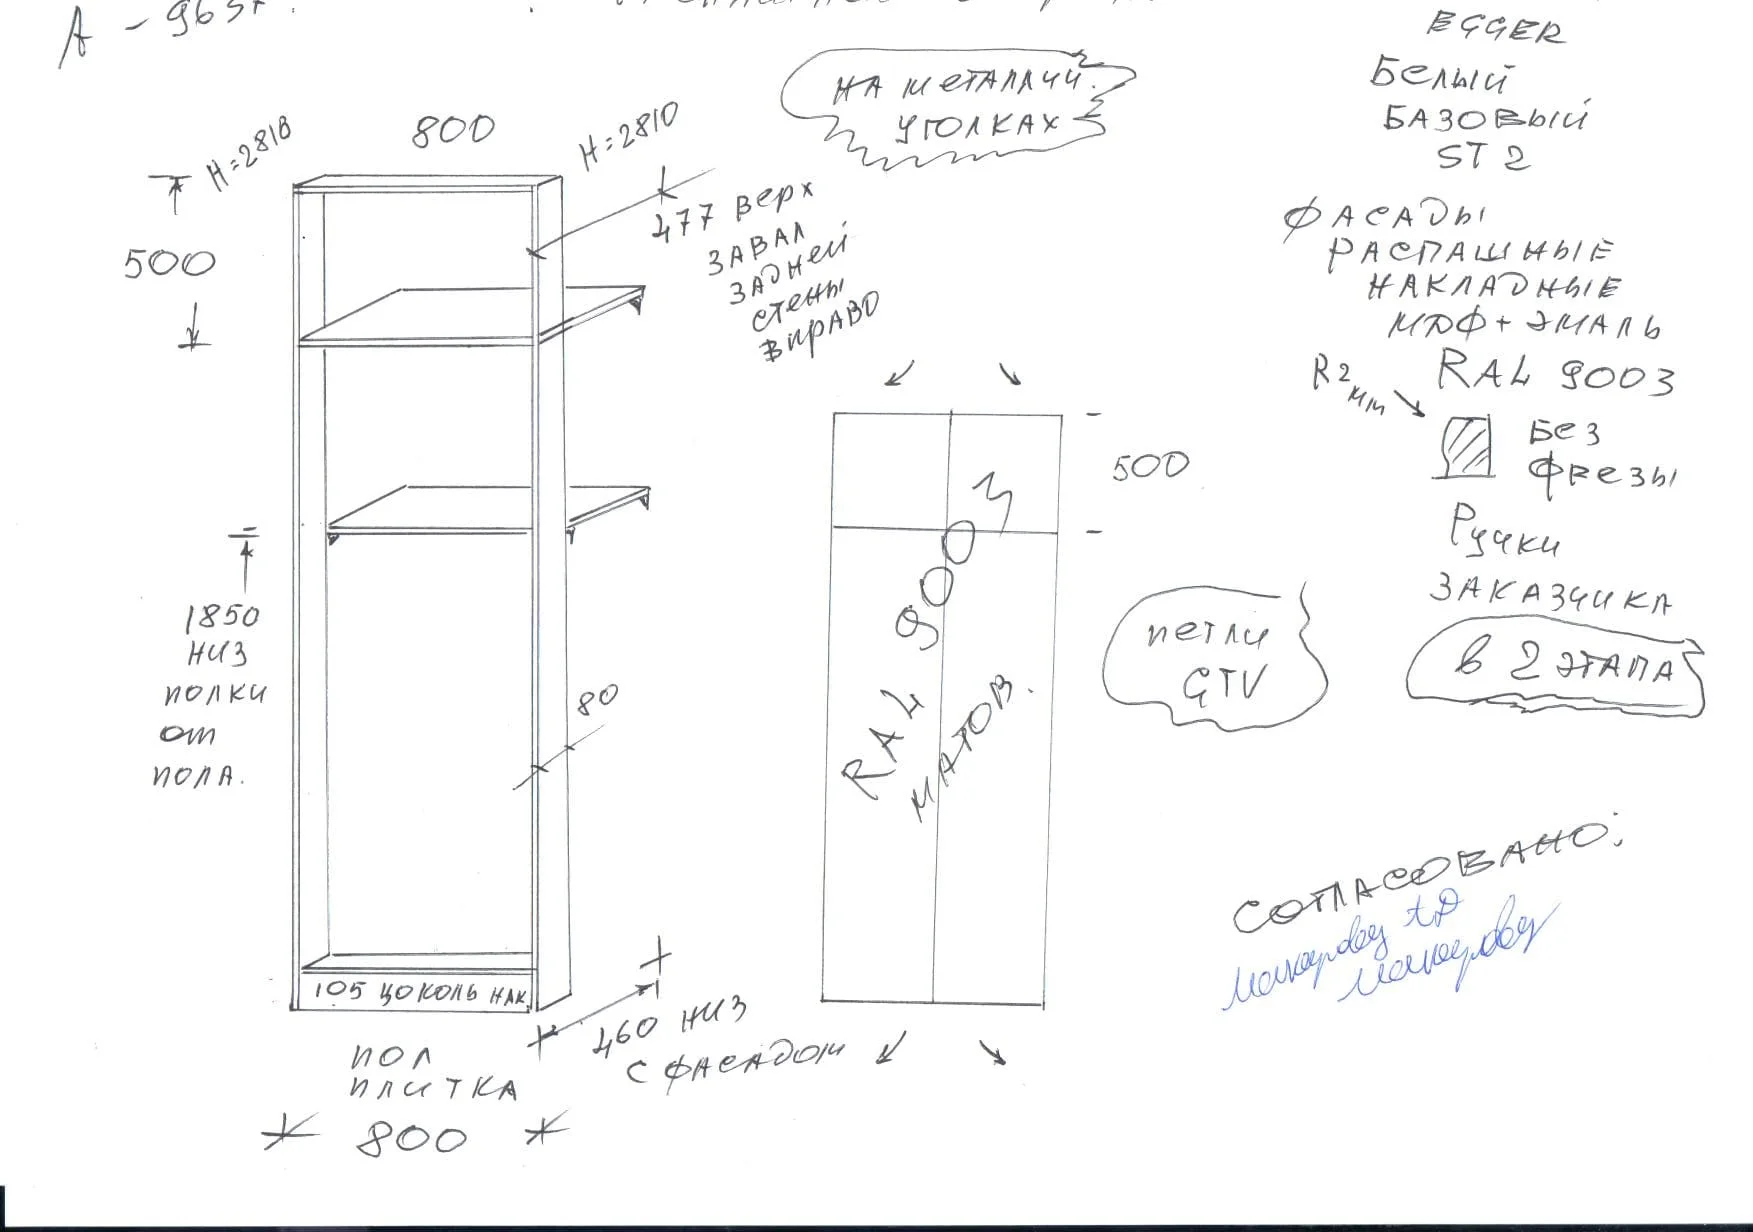 А - 965
H=2818
800
H=2810
500
477 верх
завал
задней
стены
вправо
1850
низ
полки
от
пола.
80
105 цоколь нак.
460 низ
с фасадом
пол
плитка
800
на металлич.
уголках
500
RAL 9003
матов.
петли
GTV
EGGER
Белый
базовый
ST 2
фасады
распашные
накладные
МДФ + эмаль
RAL 9003
R2 мм
Без
фрезы
Ручки
заказчика
в 2 этапа
согласовано: